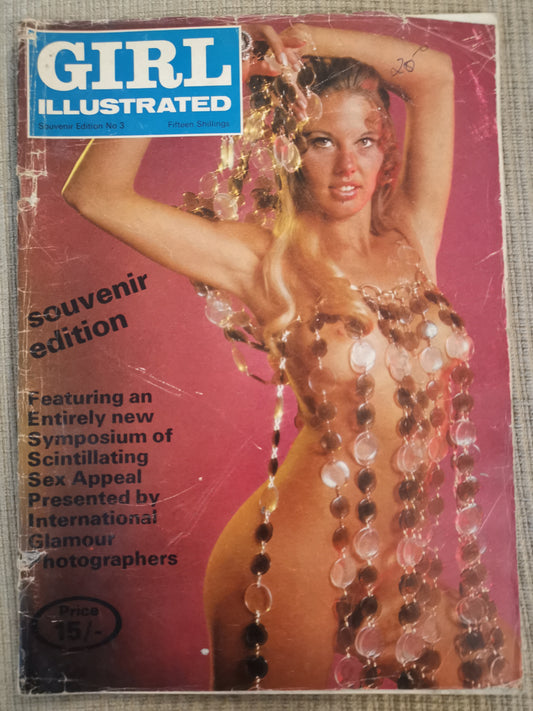 GIRL
ILLUSTRATED
Souvenir Edition No 3 Fifteen Shillings
20
souvenir
edition
Featuring an
Entirely new
Symposium of
Scintillating
Sex Appeal
Presented by
International
Glamour
Photographers
Price
15/-